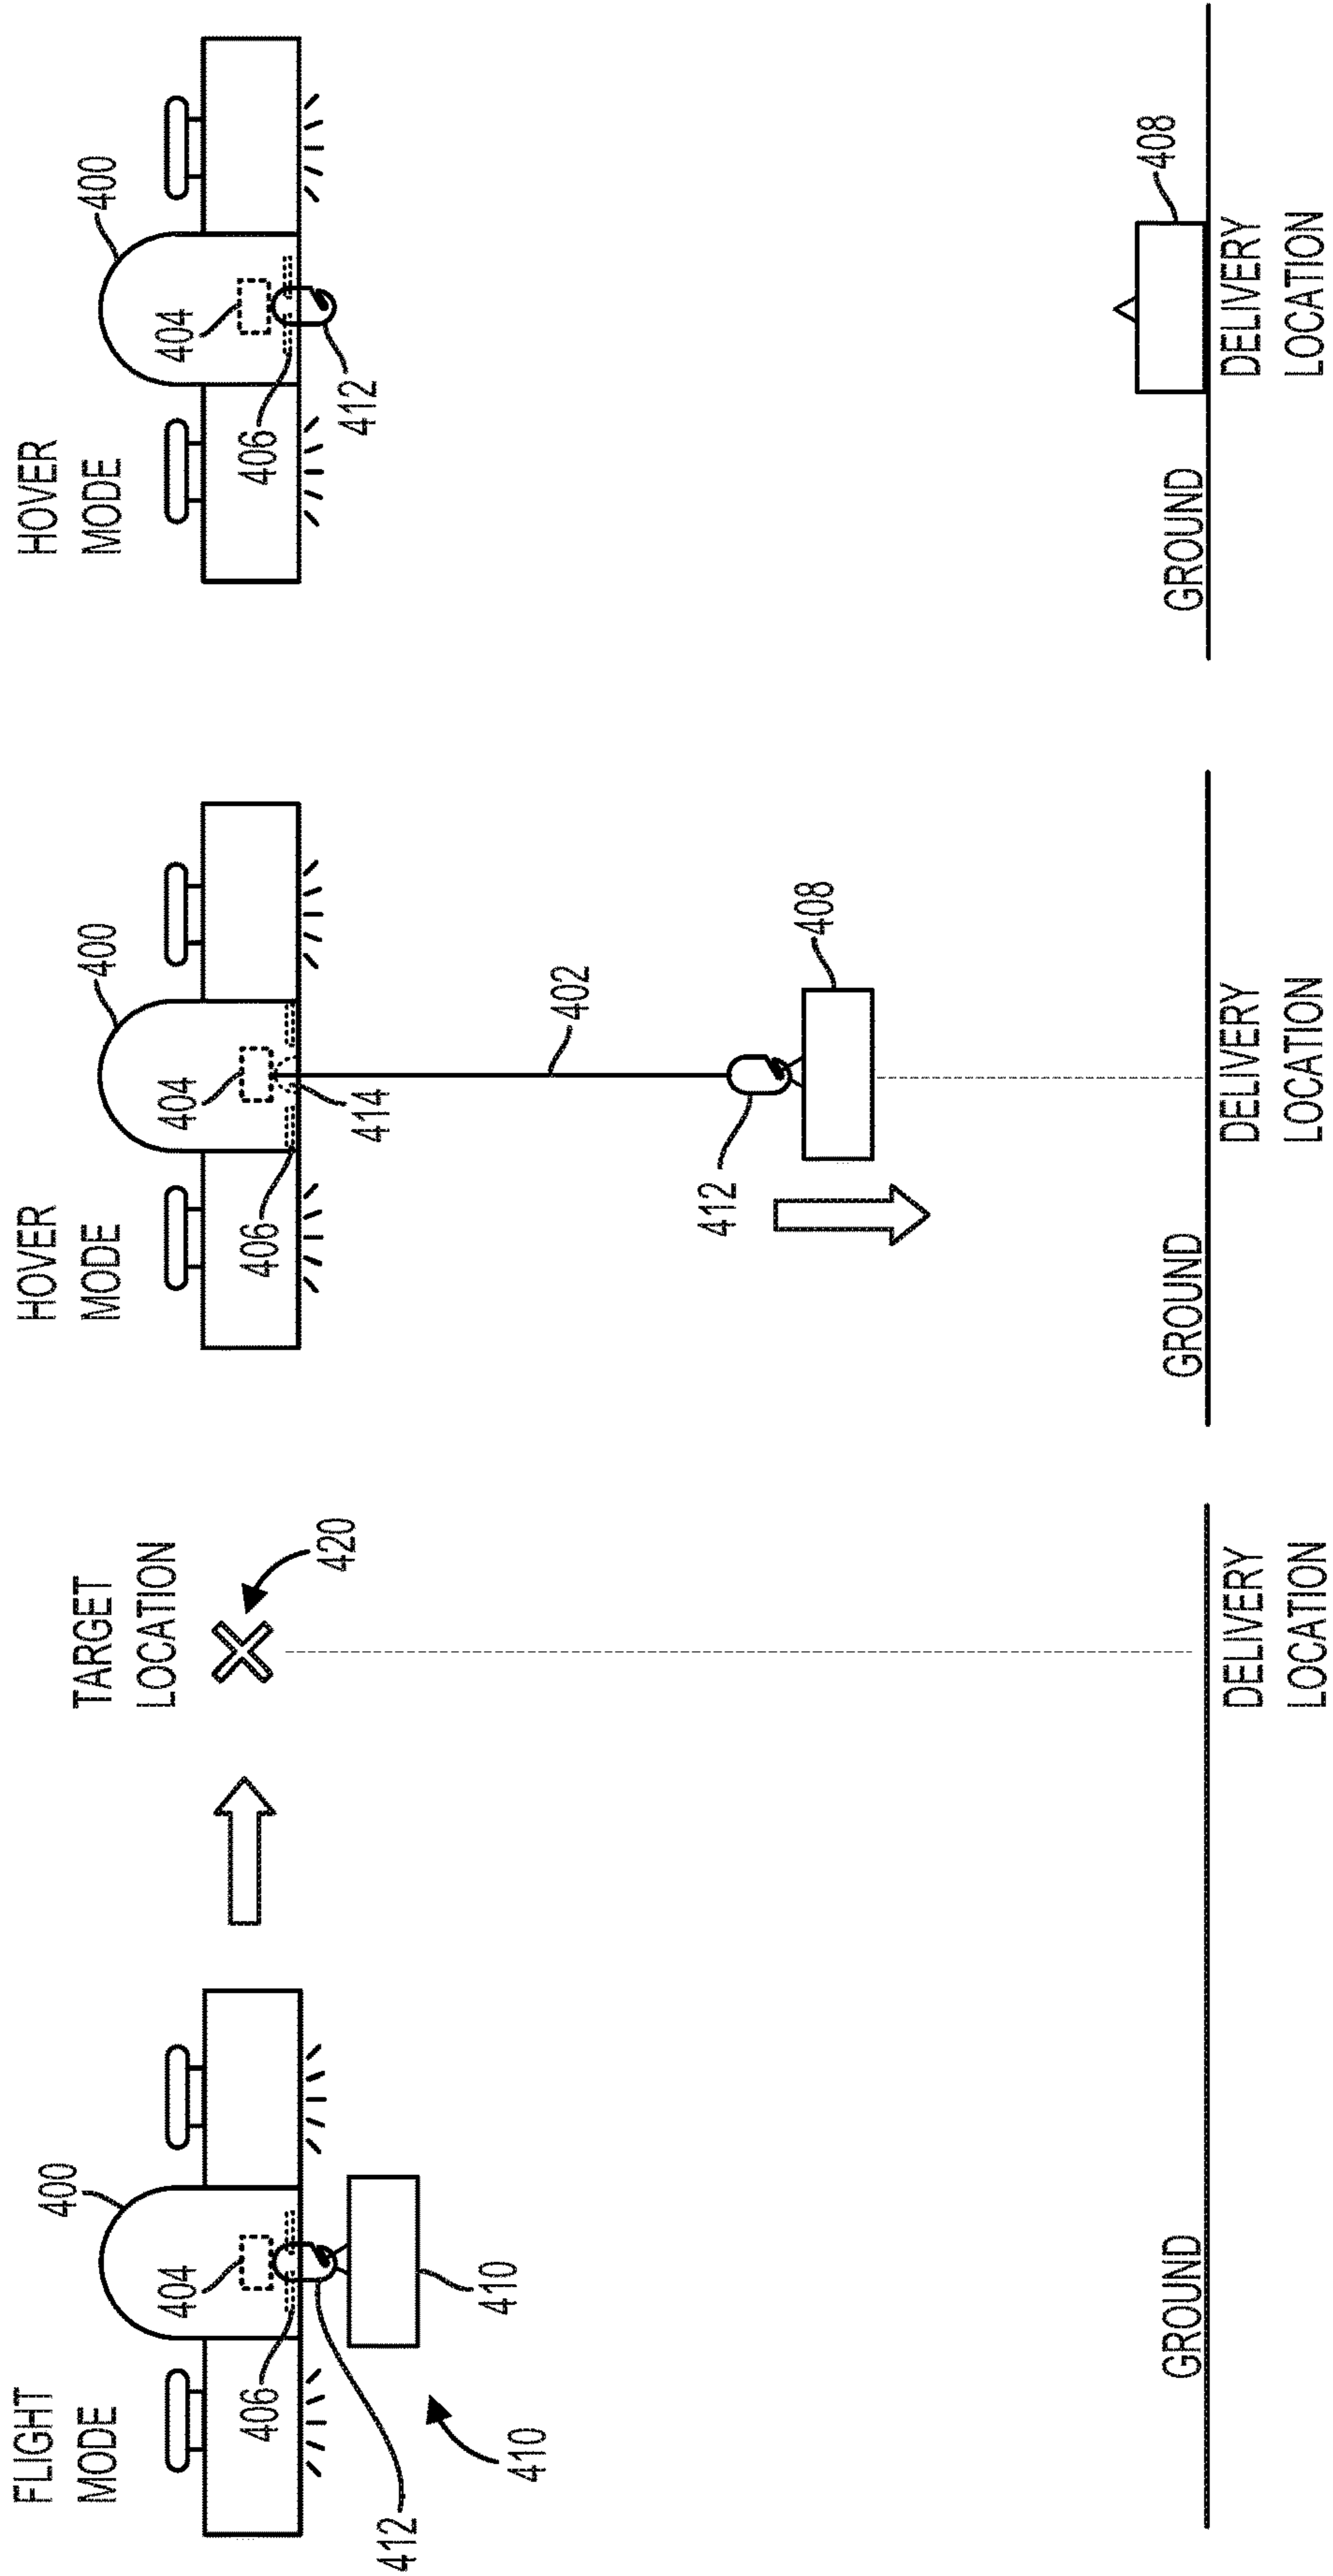 FLIGHT
MODE
400
404
406
412
410
410
TARGET
LOCATION
420
GROUND
DELIVERY
LOCATION
HOVER
MODE
400
404
406
414
402
412
408
GROUND
DELIVERY
LOCATION
HOVER
MODE
400
404
406
412
408
GROUND
DELIVERY
LOCATION